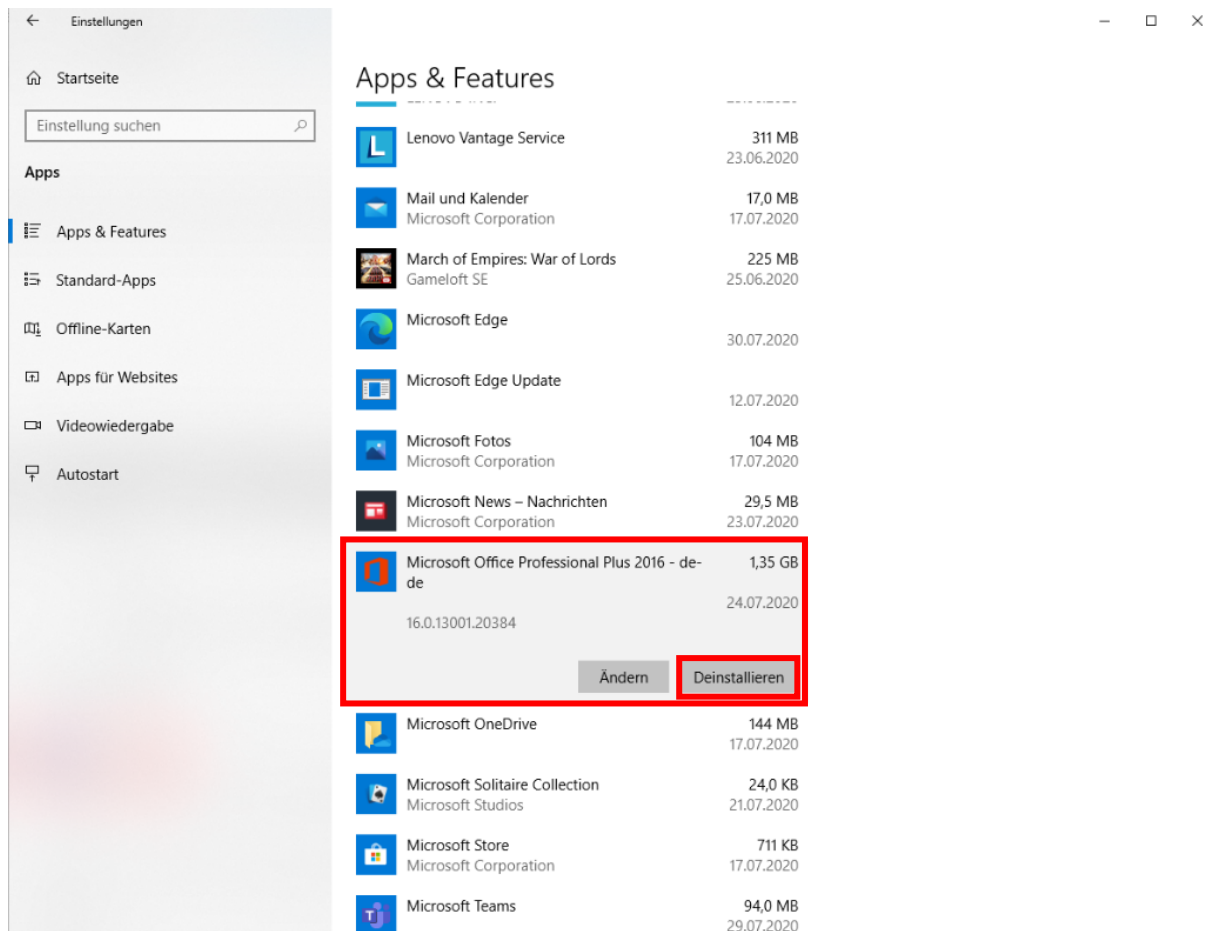 Einstellungen
Startseite
Einstellung suchen
Apps
Apps & Features
Standard-Apps
Offline-Karten
Apps für Websites
Videowiedergabe
Autostart
Apps & Features
Lenovo Vantage Service 311 MB
23.06.2020
Mail und Kalender 17,0 MB
Microsoft Corporation 17.07.2020
March of Empires: War of Lords 225 MB
Gameloft SE 25.06.2020
Microsoft Edge
30.07.2020
Microsoft Edge Update
12.07.2020
Microsoft Fotos 104 MB
Microsoft Corporation 17.07.2020
Microsoft News – Nachrichten 29,5 MB
Microsoft Corporation 23.07.2020
Microsoft Office Professional Plus 2016 - de- 1,35 GB
de
24.07.2020
16.0.13001.20384
Ändern Deinstallieren
Microsoft OneDrive 144 MB
17.07.2020
Microsoft Solitaire Collection 24,0 KB
Microsoft Studios 21.07.2020
Microsoft Store 711 KB
Microsoft Corporation 17.07.2020
Microsoft Teams 94,0 MB
29.07.2020